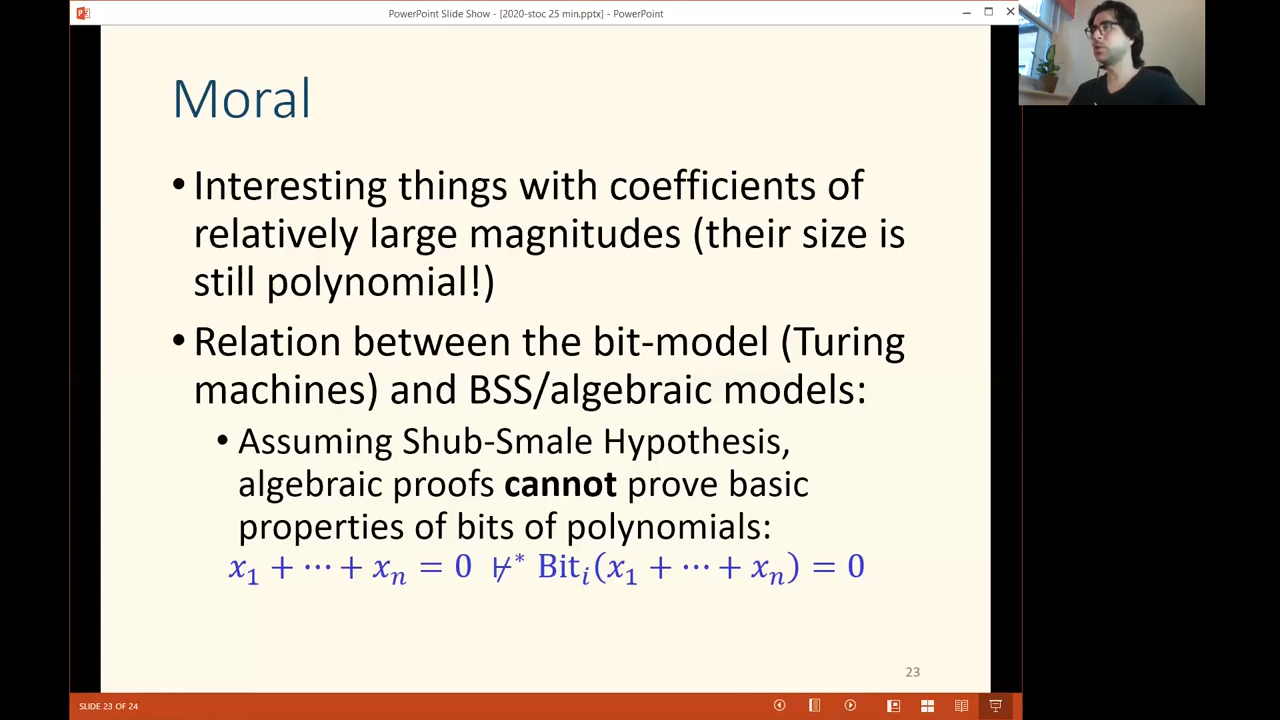 PowerPoint Slide Show - [2020-stoc 25 min.pptx] - PowerPoint
Moral
• Interesting things with coefficients of
relatively large magnitudes (their size is
still polynomial!)
• Relation between the bit-model (Turing
machines) and BSS/algebraic models:
• Assuming Shub-Smale Hypothesis,
algebraic proofs cannot prove basic
properties of bits of polynomials:
x₁ + ⋯ + xₙ = 0 ⊬* Bitᵢ(x₁ + ⋯ + xₙ) = 0
23
SLIDE 23 OF 24